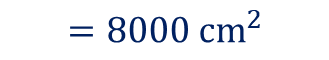 = 8000 cm²